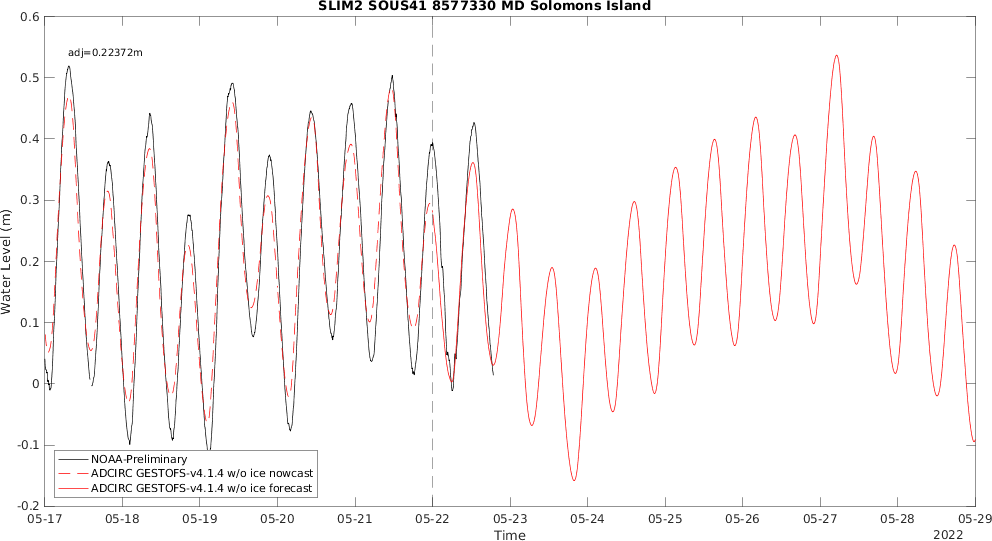 SLIM2 SOUS41 8577330 MD Solomons Island
adj=0.22372m
Water Level (m)
0.6
0.5
0.4
0.3
0.2
0.1
0
-0.1
-0.2
NOAA-Preliminary
ADCIRC GESTOFS-v4.1.4 w/o ice nowcast
ADCIRC GESTOFS-v4.1.4 w/o ice forecast
05-17 05-18 05-19 05-20 05-21 05-22 05-23 05-24 05-25 05-26 05-27 05-28 05-29
Time
2022